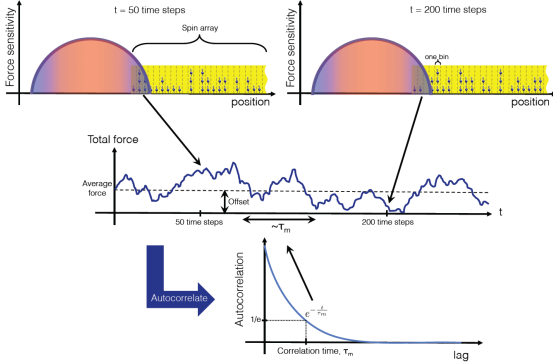 t = 50 time steps
t = 200 time steps
Spin array
one bin
Force sensitivity
Force sensitivity
position
position
Total force
Average
force
Offset
50 time steps
~τm
200 time steps
t
Autocorrelate
Autocorrelation
1/e
e^{-t/τm}
Correlation time, τm
lag